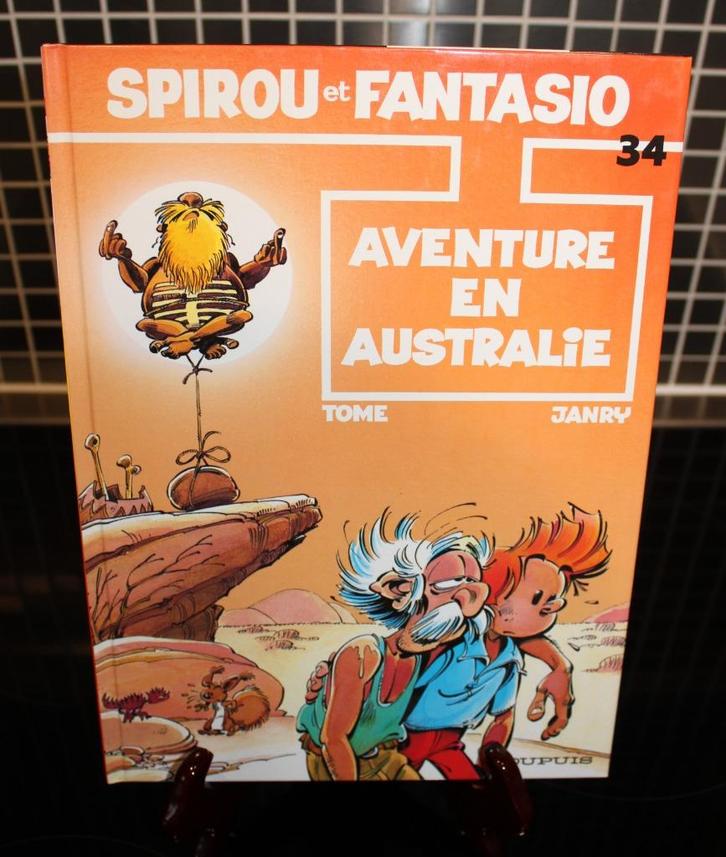 SPIROU et FANTASIO
34
AVENTURE
EN
AUSTRALiE
TOME JANRY
DUPUIS